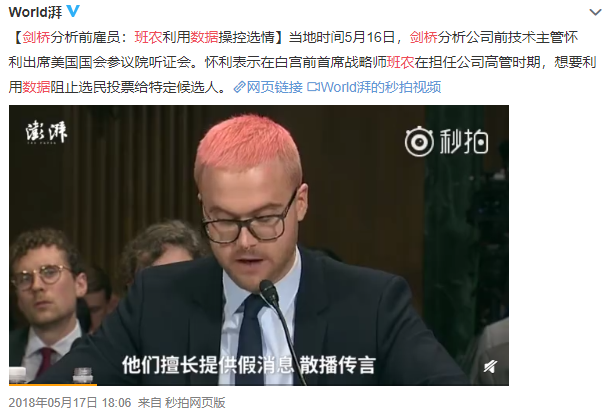 World湃
【剑桥分析前雇员：班农利用数据操控选情】当地时间5月16日，剑桥分析公司前技术主管怀
利出席美国国会参议院听证会。怀利表示在白宫前首席战略师班农在担任公司高管时期，想要利
用数据阻止选民投票给特定候选人。 网页链接 World湃的秒拍视频
澎湃
THE PAPER
秒拍
他们擅长提供假消息 散播传言
2018年05月17日 18:06 来自 秒拍网页版